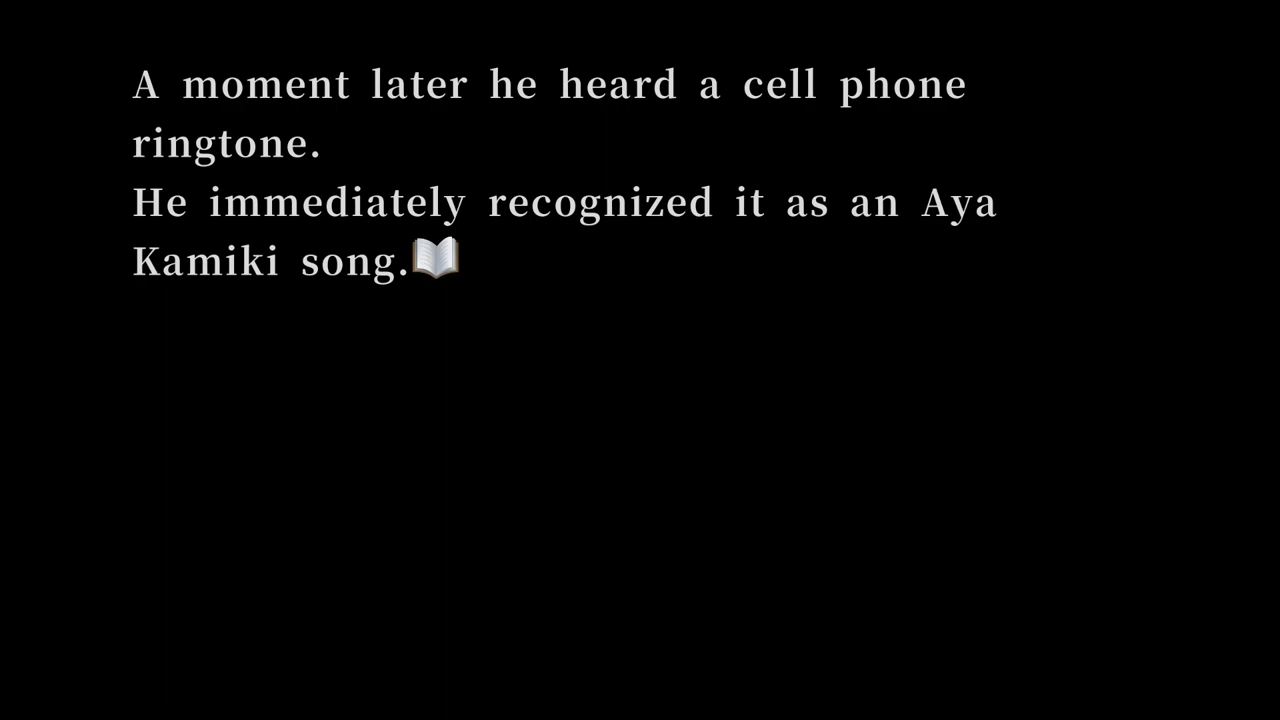 A moment later he heard a cell phone
ringtone.
He immediately recognized it as an Aya
Kamiki song.